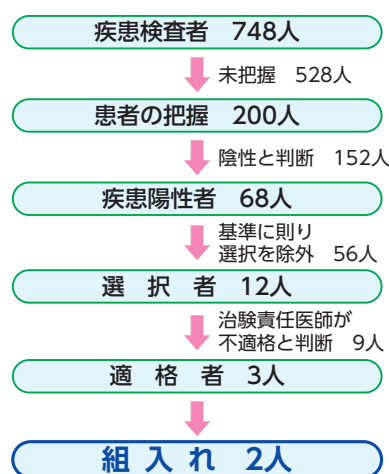 疾患検査者 748人
未把握 528人
患者の把握 200人
陰性と判断 152人
疾患陽性者 68人
基準に則り
選択を除外 56人
選択者 12人
治験責任医師が
不適格と判断 9人
適格者 3人
組入れ 2人